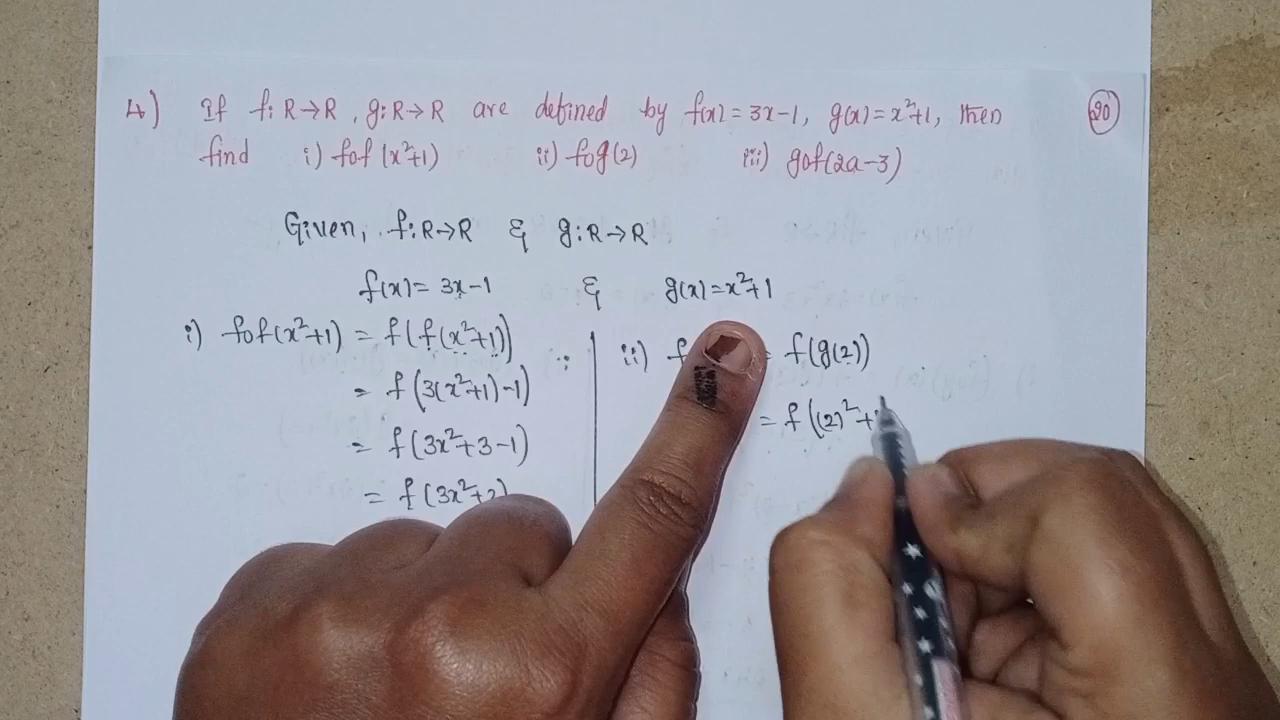 4) If f: R→R, g: R→R are defined by f(x) = 3x-1, g(x) = x²+1, then
20
find i) fof (x²+1) ii) fog(2) iii) gof(2a-3)
Given, f: R→R & g: R→R
f(x) = 3x-1 & g(x) = x²+1
i) fof(x²+1) = f(f(x²+1))
= f(3(x²+1)-1)
= f(3x²+3-1)
= f(3x²+2)
ii) f = f(g(2))
= f((2)²+